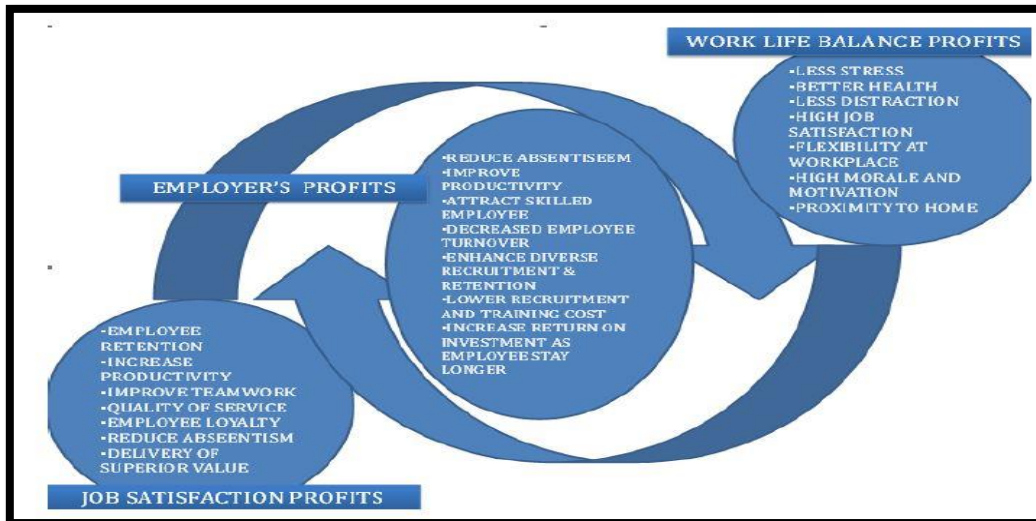 WORK LIFE BALANCE PROFITS
•LESS STRESS
•BETTER HEALTH
•LESS DISTRACTION
•HIGH JOB
SATISFACTION
•FLEXIBILITY AT
WORKPLACE
•HIGH MORALE AND
MOTIVATION
•PROXIMITY TO HOME
EMPLOYER'S PROFITS
•REDUCE ABSENTISEEM
•IMPROVE
PRODUCTIVITY
•ATTRACT SKILLED
EMPLOYEE
•DECREASED EMPLOYEE
TURNOVER
•ENHANCE DIVERSE
RECRUITMENT &
RETENTION
•LOWER RECRUITMENT
AND TRAINING COST
•INCREASE RETURN ON
INVESTMENT AS
EMPLOYEE STAY
LONGER
•EMPLOYEE
RETENTION
•INCREASE
PRODUCTIVITY
•IMPROVE TEAMWORK
•QUALITY OF SERVICE
•EMPLOYEE LOYALTY
•REDUCE ABSEENTISM
•DELIVERY OF
SUPERIOR VALUE
JOB SATISFACTION PROFITS